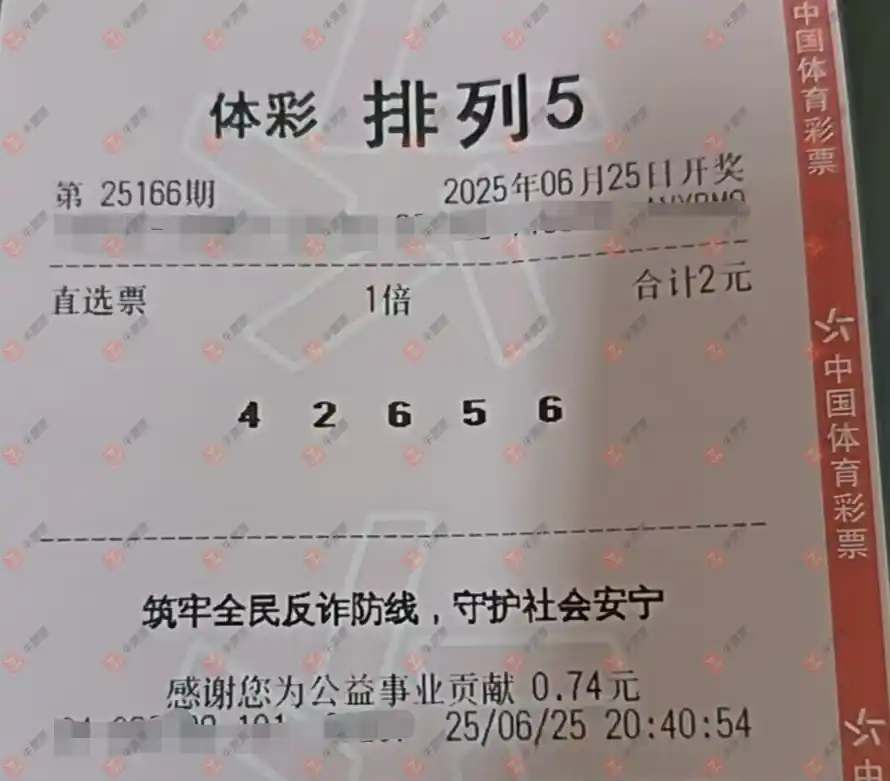 体彩 排列5
第 25166期 2025年06月25日开奖
直选票 1倍 合计2元
4 2 6 5 6
筑牢全民反诈防线，守护社会安宁
感谢您为公益事业贡献 0.74元
25/06/25 20:40:54
中国体育彩票
中国体育彩票
中